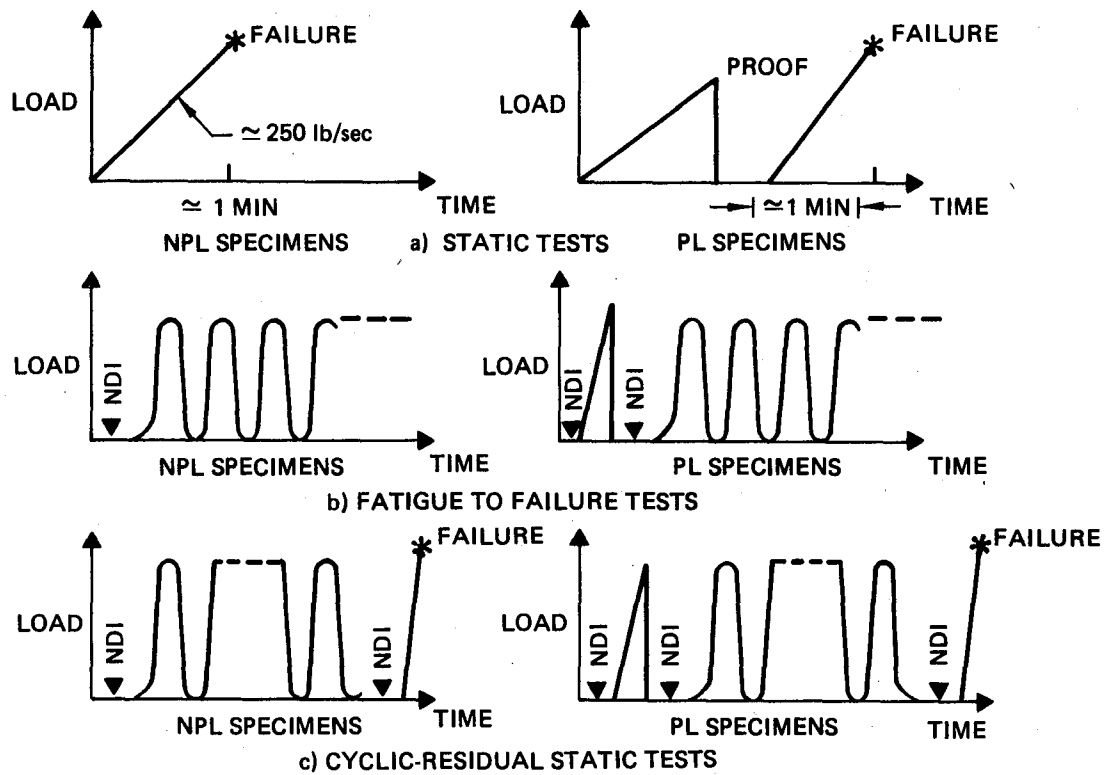 FAILURE
LOAD
≃ 250 lb/sec
TIME
≃ 1 MIN
NPL SPECIMENS
FAILURE
PROOF
TIME
≃ 1 MIN
PL SPECIMENS
a) STATIC TESTS
LOAD
NDI
TIME
NPL SPECIMENS
LOAD
NDI
NDI
TIME
PL SPECIMENS
b) FATIGUE TO FAILURE TESTS
FAILURE
LOAD
NDI
NDI
TIME
NPL SPECIMENS
FAILURE
LOAD
NDI
NDI
NDI
TIME
PL SPECIMENS
c) CYCLIC-RESIDUAL STATIC TESTS